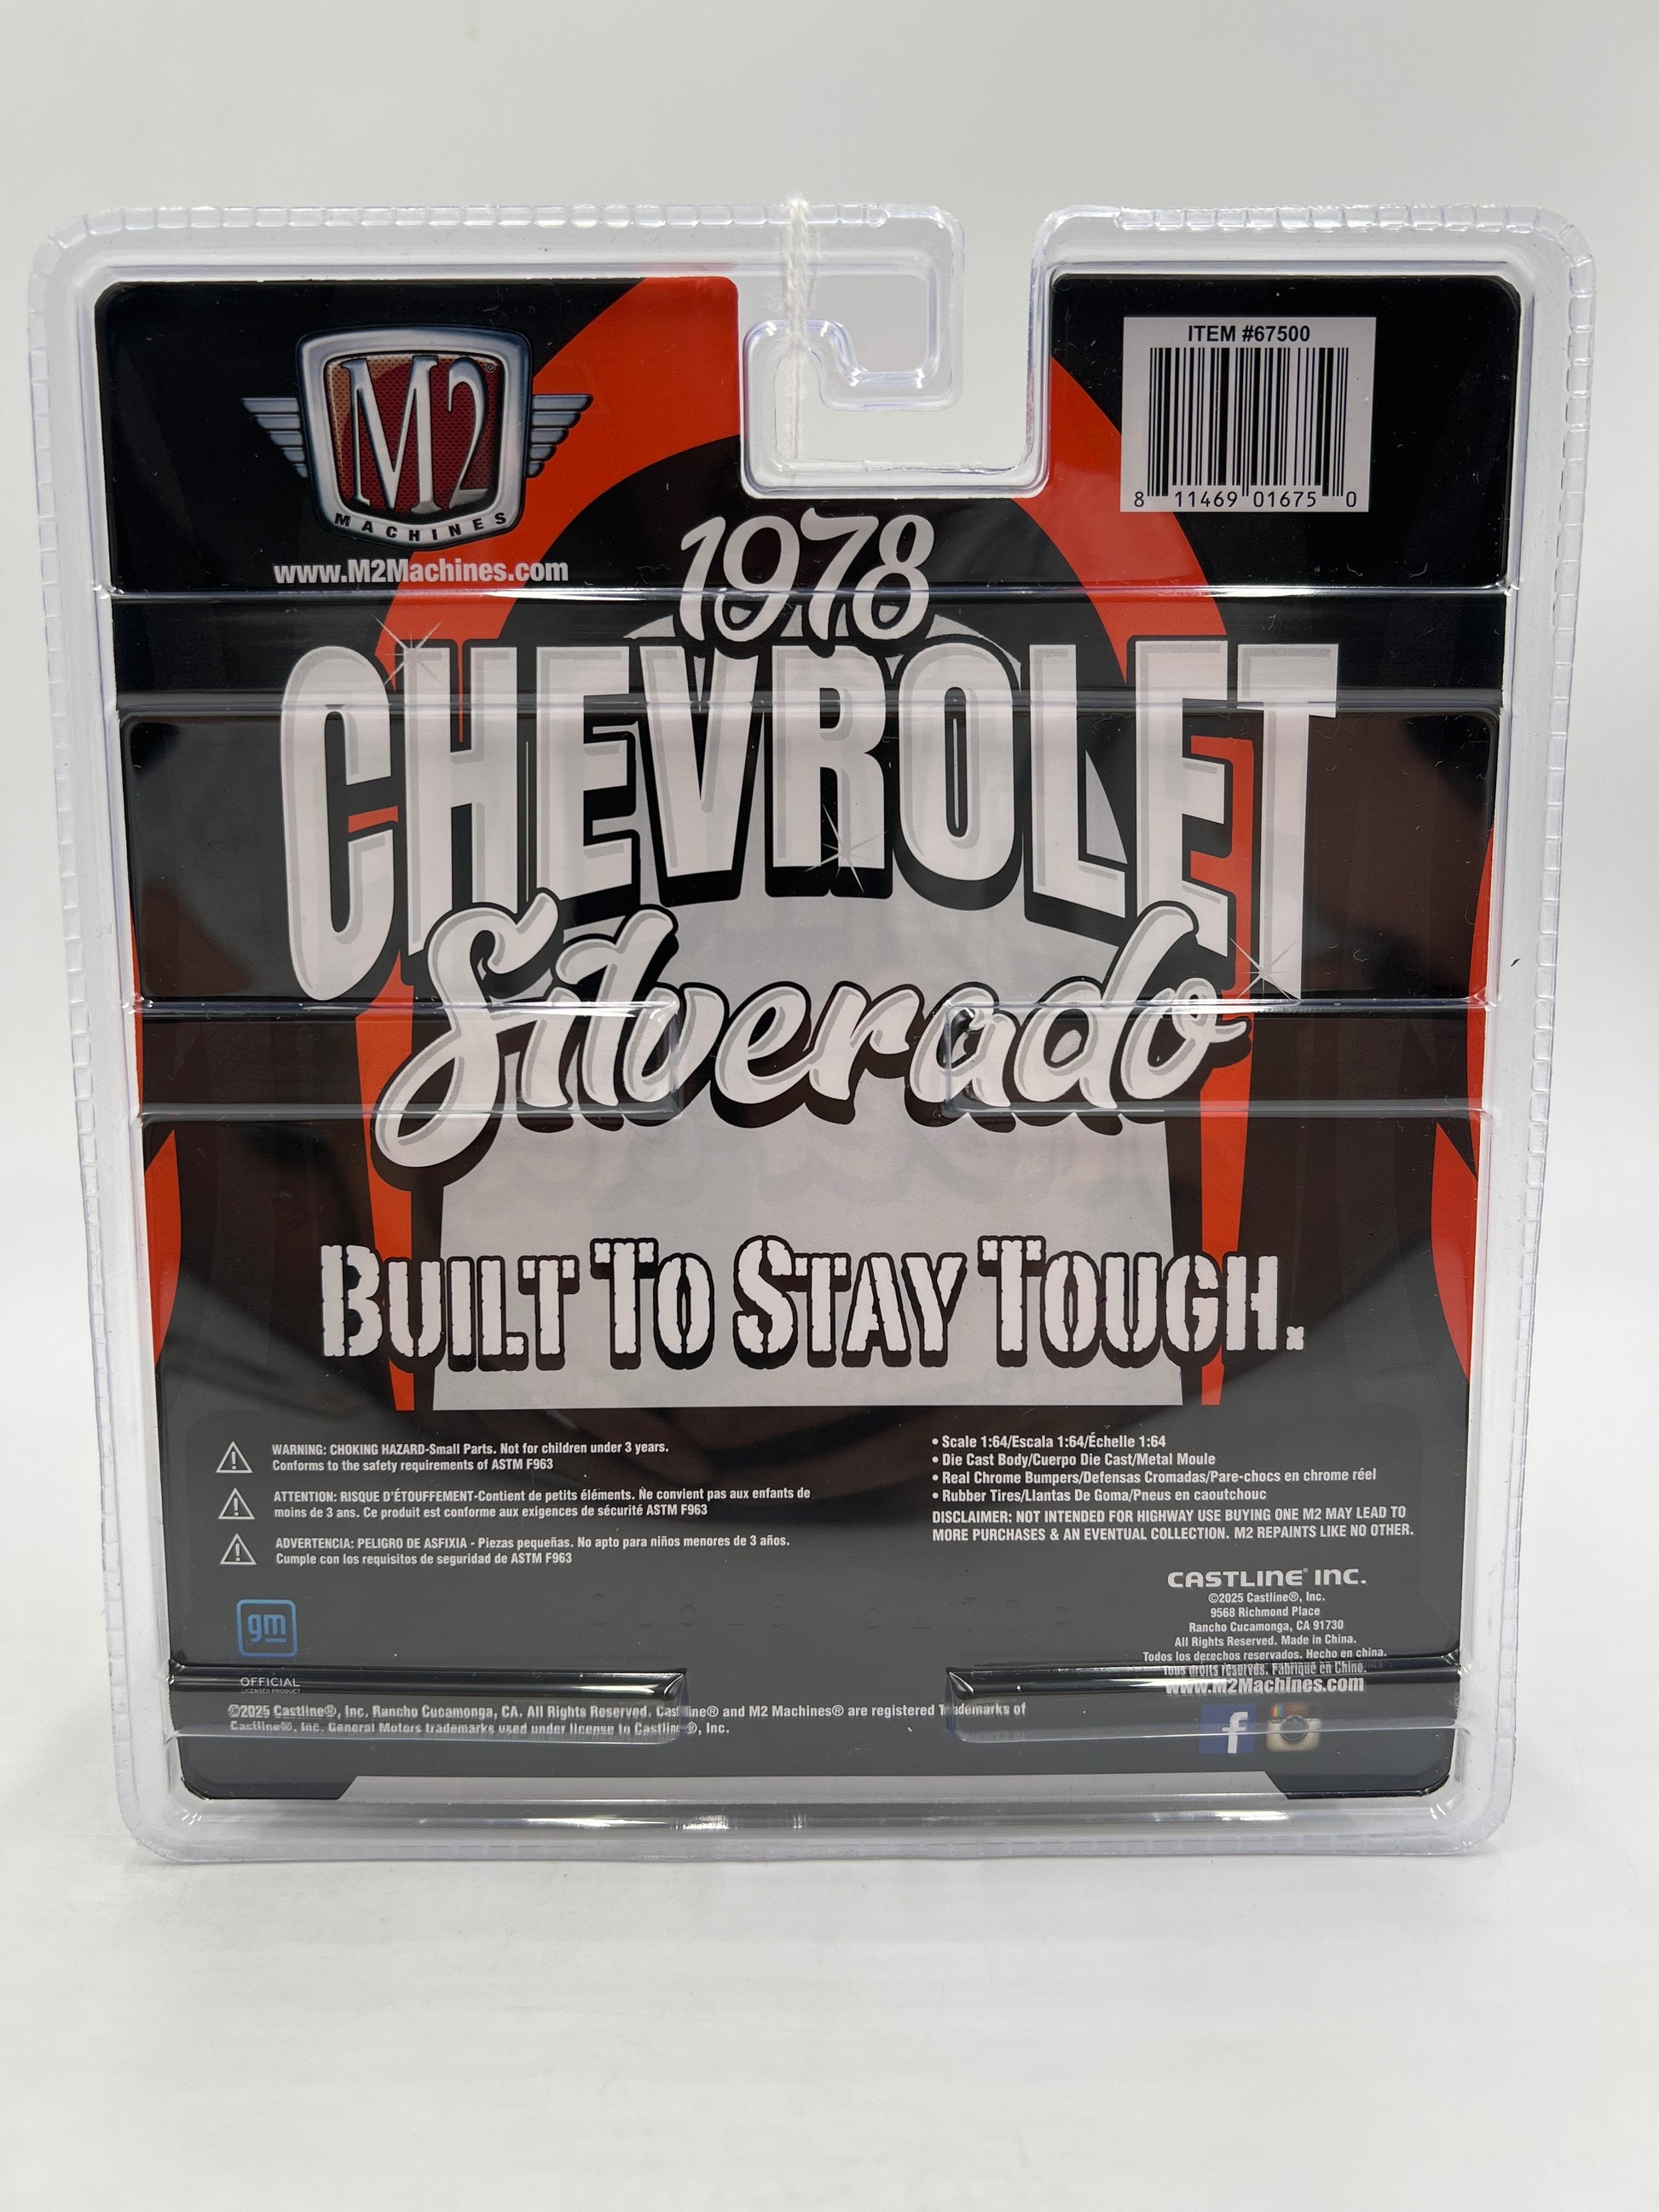 ITEM #67500
8 11469 01675 0
M2
MACHINES
www.M2Machines.com
1978
CHEVROLET
Silverado
BUILT TO STAY TOUGH.
WARNING: CHOKING HAZARD-Small Parts. Not for children under 3 years.
Conforms to the safety requirements of ASTM F963
ATTENTION: RISQUE D'ÉTOUFFEMENT-Contient de petits éléments. Ne convient pas aux enfants de
moins de 3 ans. Ce produit est conforme aux exigences de sécurité ASTM F963
ADVERTENCIA: PELIGRO DE ASFIXIA - Piezas pequeñas. No apto para niños menores de 3 años.
Cumple con los requisitos de seguridad de ASTM F963
• Scale 1:64/Escala 1:64/Échelle 1:64
• Die Cast Body/Cuerpo Die Cast/Metal Moule
• Real Chrome Bumpers/Defensas Cromadas/Pare-chocs en chrome réel
• Rubber Tires/Llantas De Goma/Pneus en caoutchouc
DISCLAIMER: NOT INTENDED FOR HIGHWAY USE BUYING ONE M2 MAY LEAD TO
MORE PURCHASES & AN EVENTUAL COLLECTION. M2 REPAINTS LIKE NO OTHER.
CASTLINE® INC.
©2025 Castline®, Inc.
9568 Richmond Place
Rancho Cucamonga, CA 91730
All Rights Reserved. Made in China.
Todos los derechos reservados. Hecho en china.
Tous droits réservés. Fabriqué en Chine.
www.M2Machines.com
gm
OFFICIAL
LICENSED PRODUCT
©2025 Castline®, Inc. Rancho Cucamonga, CA. All Rights Reserved. Castline® and M2 Machines® are registered Trademarks of
Castline®, Inc. General Motors trademarks used under license to Castline®, Inc.
f